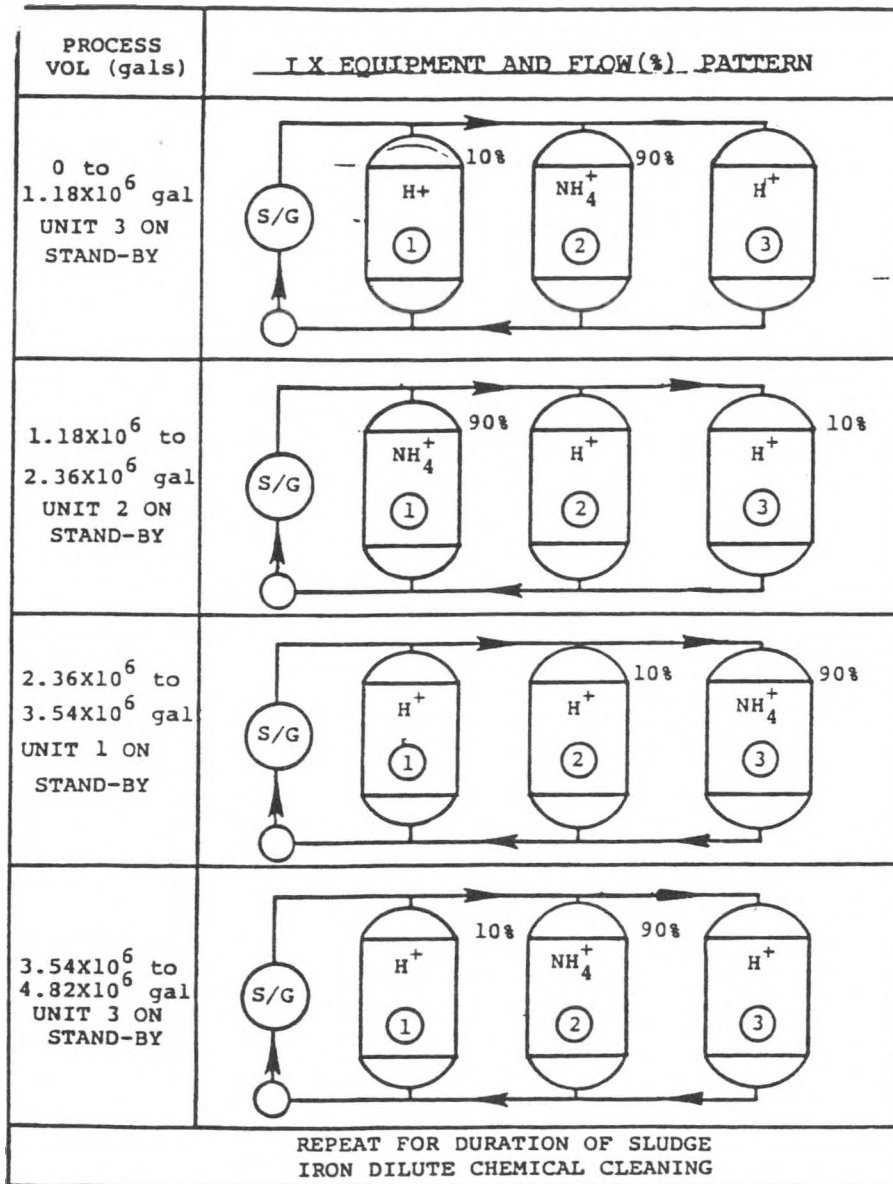 PROCESS
VOL (gals)
IX EQUIPMENT AND FLOW(%) PATTERN
0 to
1.18X10^6 gal
UNIT 3 ON
STAND-BY
S/G
H+
1
10%
NH4+
2
90%
H+
3
1.18X10^6 to
2.36X10^6 gal
UNIT 2 ON
STAND-BY
S/G
NH4+
1
90%
H+
2
H+
3
10%
2.36X10^6 to
3.54X10^6 gal
UNIT 1 ON
STAND-BY
S/G
H+
1
H+
2
10%
NH4+
3
90%
3.54X10^6 to
4.82X10^6 gal
UNIT 3 ON
STAND-BY
S/G
H+
1
10%
NH4+
2
90%
H+
3
REPEAT FOR DURATION OF SLUDGE
IRON DILUTE CHEMICAL CLEANING